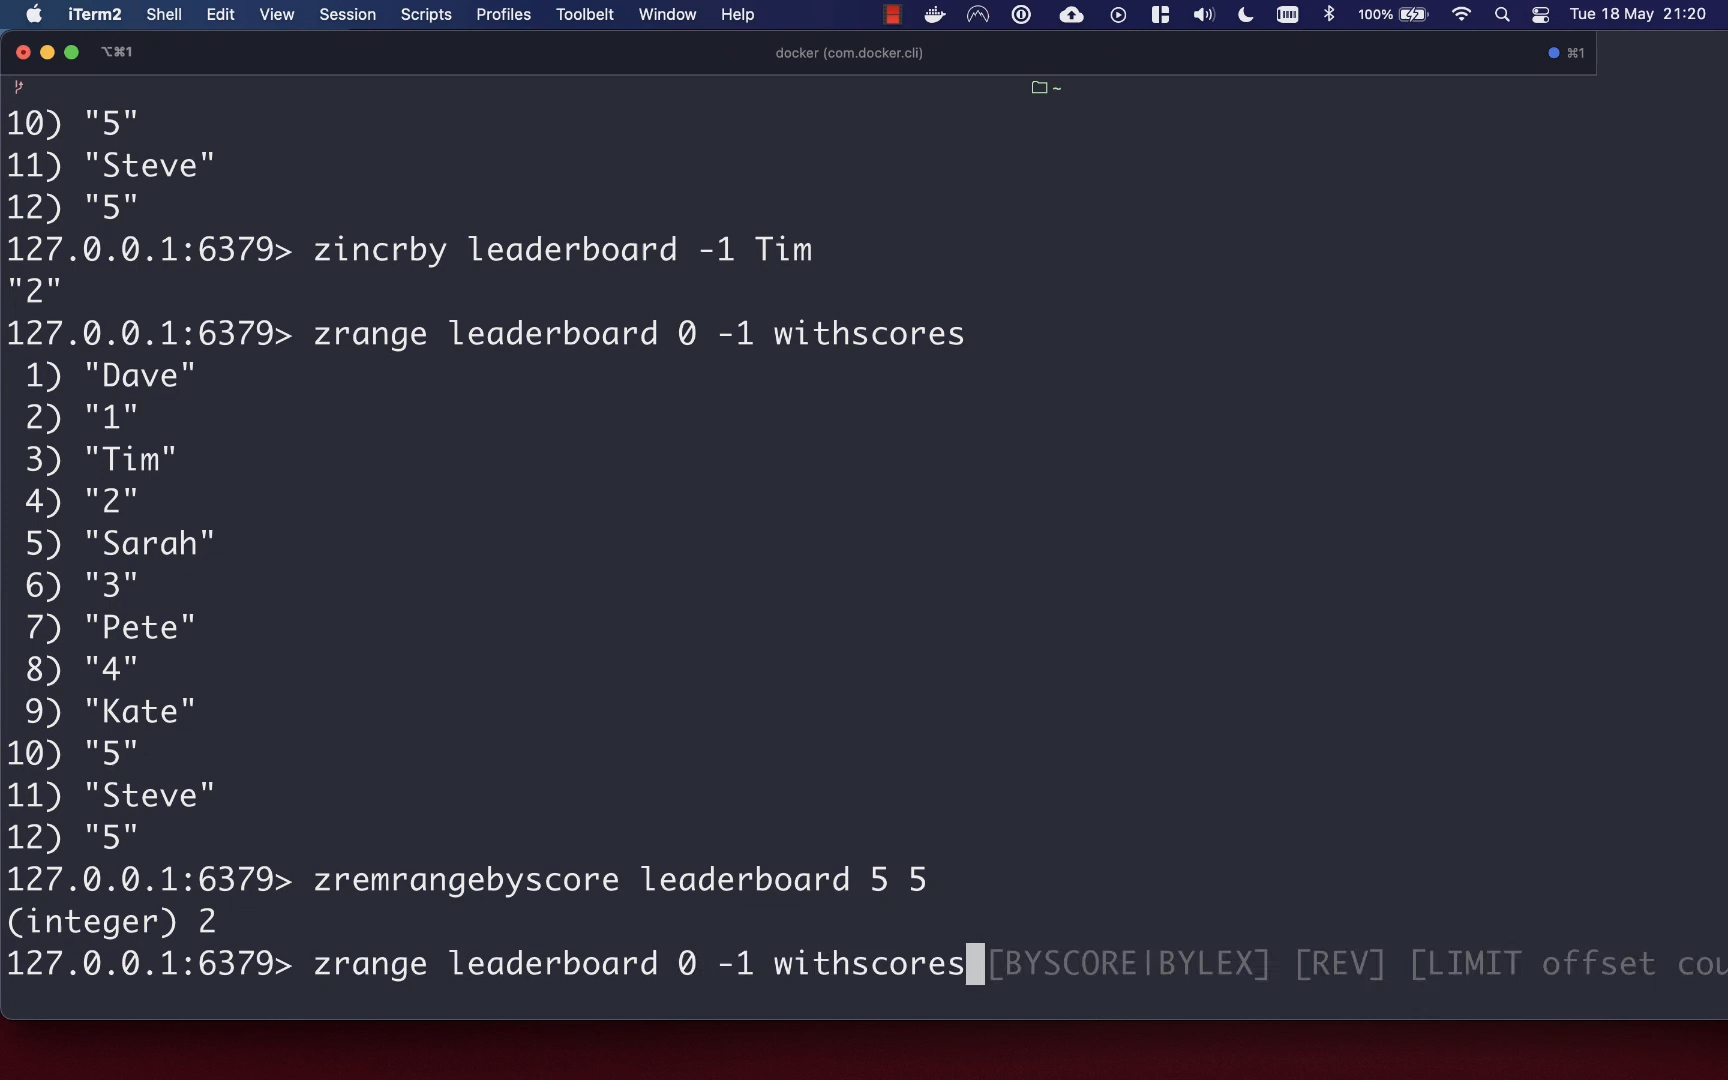 iTerm2 Shell Edit View Session Scripts Profiles Toolbelt Window Help 100% Tue 18 May 21:20
⌥⌘1 docker (com.docker.cli) ⌘1
~
10) "5"
11) "Steve"
12) "5"
127.0.0.1:6379> zincrby leaderboard -1 Tim
"2"
127.0.0.1:6379> zrange leaderboard 0 -1 withscores
1) "Dave"
2) "1"
3) "Tim"
4) "2"
5) "Sarah"
6) "3"
7) "Pete"
8) "4"
9) "Kate"
10) "5"
11) "Steve"
12) "5"
127.0.0.1:6379> zremrangebyscore leaderboard 5 5
(integer) 2
127.0.0.1:6379> zrange leaderboard 0 -1 withscores [BYSCORE|BYLEX] [REV] [LIMIT offset cou